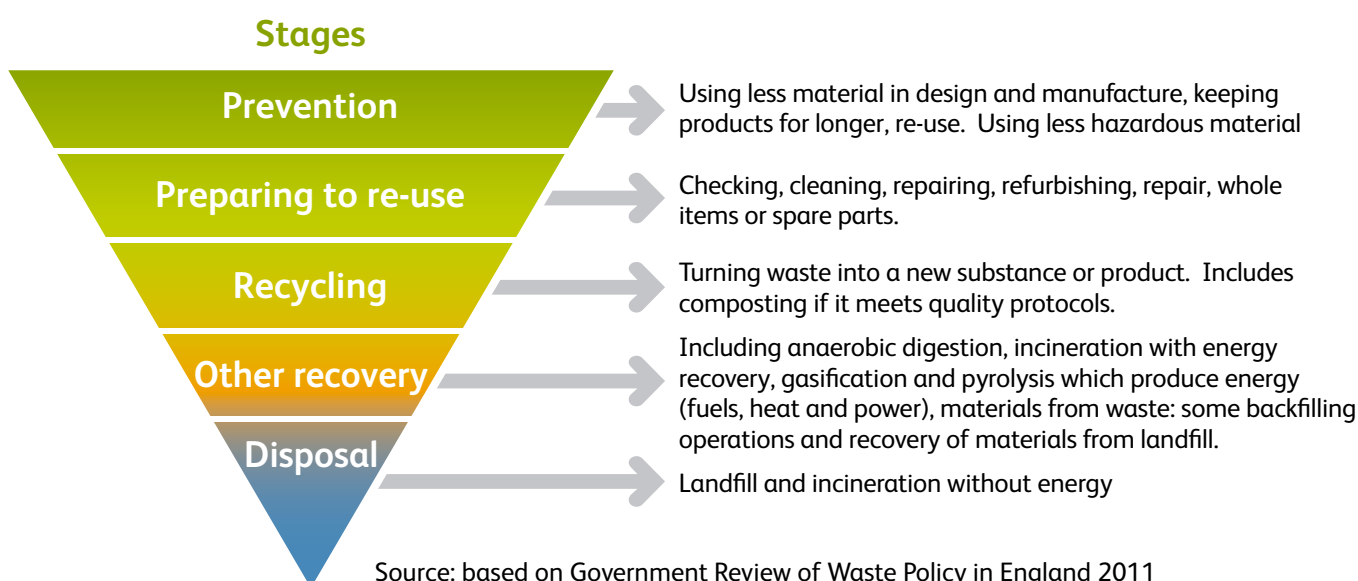 Stages
Prevention
Using less material in design and manufacture, keeping
products for longer, re-use.  Using less hazardous material
Preparing to re-use
Checking, cleaning, repairing, refurbishing, repair, whole
items or spare parts.
Recycling
Turning waste into a new substance or product.  Includes
composting if it meets quality protocols.
Other recovery
Including anaerobic digestion, incineration with energy
recovery, gasification and pyrolysis which produce energy
(fuels, heat and power), materials from waste: some backfilling
operations and recovery of materials from landfill.
Disposal
Landfill and incineration without energy
Source: based on Government Review of Waste Policy in England 2011